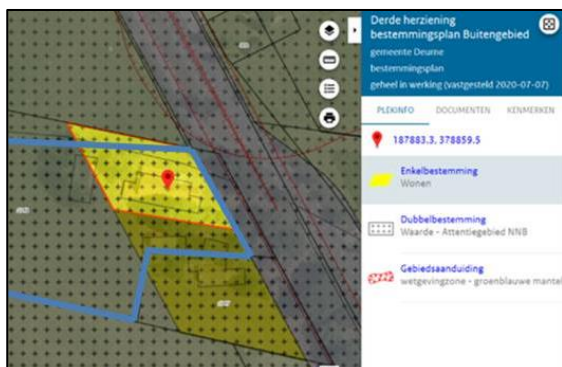 Derde herziening
bestemmingsplan Buitengebied
gemeente Deurne
bestemmingsplan
geheel in werking (vastgesteld 2020-07-07)
PLEKINFO DOCUMENTEN KENMERKEN
187883.3, 378859.5
Enkelbestemming
Wonen
Dubbelbestemming
Waarde - Attentiegebied NNB
Gebiedsaanduiding
wetgevingzone - groenblauwe mantel